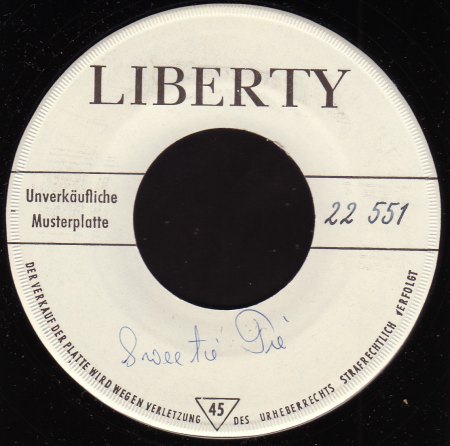 LIBERTY
Unverkäufliche
Musterplatte
22 551
Sweetie Pie
DER VERKAUF DER PLATTE WIRD WEGEN VERLETZUNG 45 DES URHEBERRECHTS STRAFRECHTLICH VERFOLGT